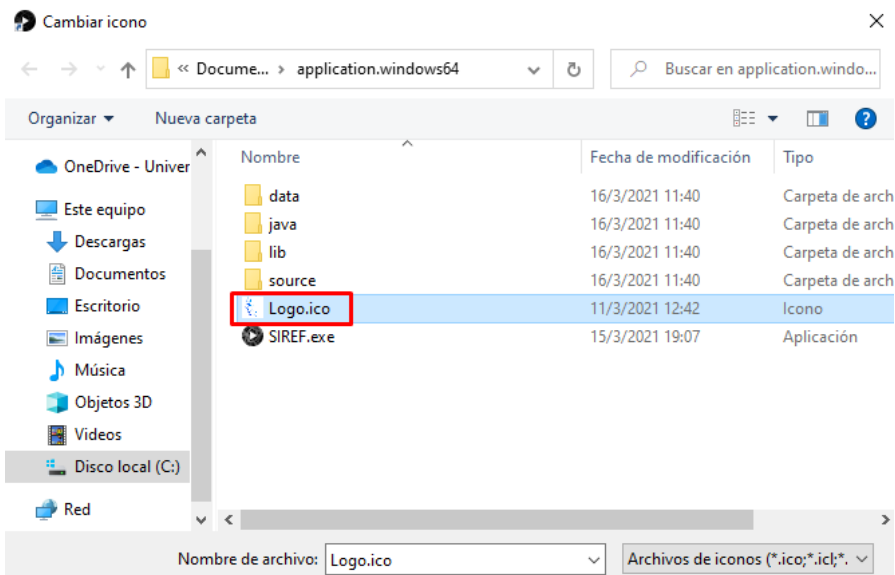 Cambiar icono
« Docume... › application.windows64
Buscar en application.windo...
Organizar
Nueva carpeta
?
Nombre
Fecha de modificación
Tipo
OneDrive - Univer
Este equipo
Descargas
Documentos
Escritorio
Imágenes
Música
Objetos 3D
Videos
Disco local (C:)
Red
data 16/3/2021 11:40 Carpeta de arch
java 16/3/2021 11:40 Carpeta de arch
lib 16/3/2021 11:40 Carpeta de arch
source 16/3/2021 11:40 Carpeta de arch
Logo.ico 11/3/2021 12:42 Icono
SIREF.exe 15/3/2021 19:07 Aplicación
Nombre de archivo: Logo.ico
Archivos de iconos (*.ico;*.icl;*.